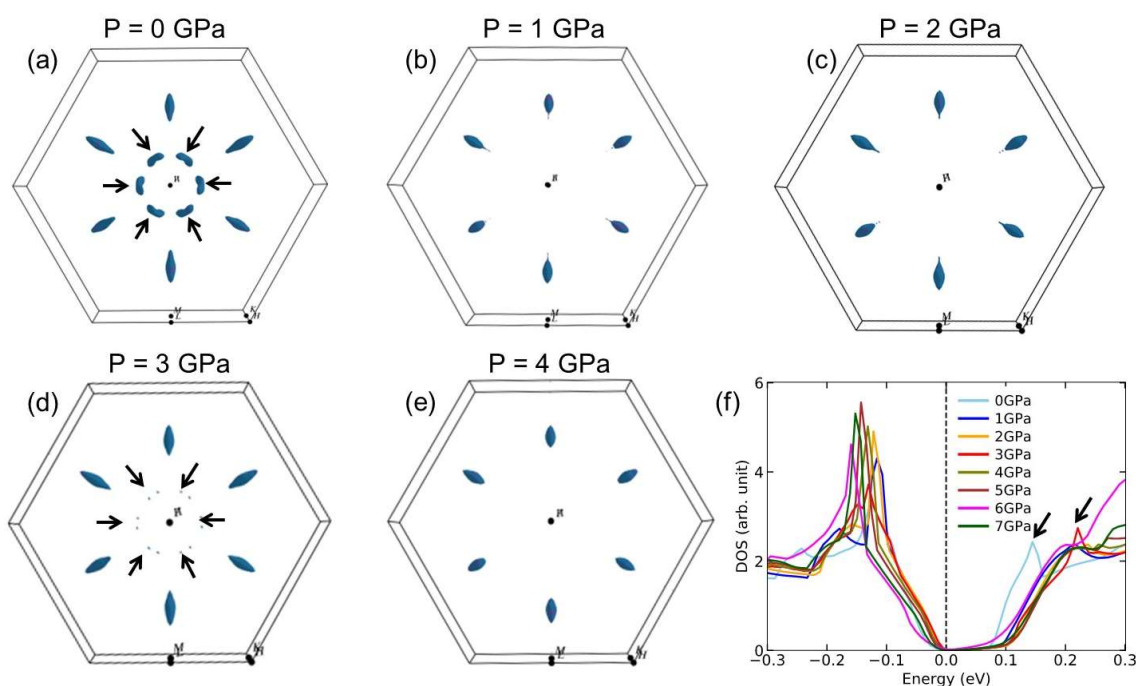 P = 0 GPa
P = 1 GPa
P = 2 GPa
(a)
(b)
(c)
M
L
K
H
M
L
K
H
M
L
K
H
P = 3 GPa
P = 4 GPa
(d)
(e)
(f)
M
L
K
H
M
L
K
H
6
4
2
0
DOS (arb. unit)
0GPa
1GPa
2GPa
3GPa
4GPa
5GPa
6GPa
7GPa
−0.3 −0.2 −0.1 0.0 0.1 0.2 0.3
Energy (eV)